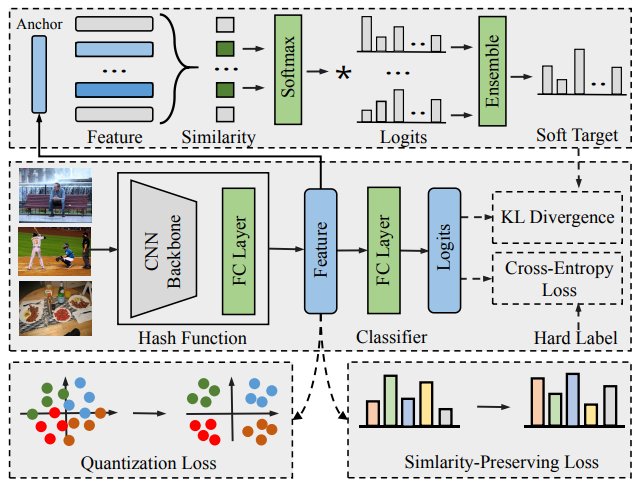 Anchor
Feature
Similarity
Softmax
*
Logits
Ensemble
Soft Target
CNN
Backbone
FC Layer
Hash Function
Feature
FC Layer
Classifier
Logits
KL Divergence
Cross-Entropy
Loss
Hard Label
Quantization Loss
Simlarity-Preserving Loss